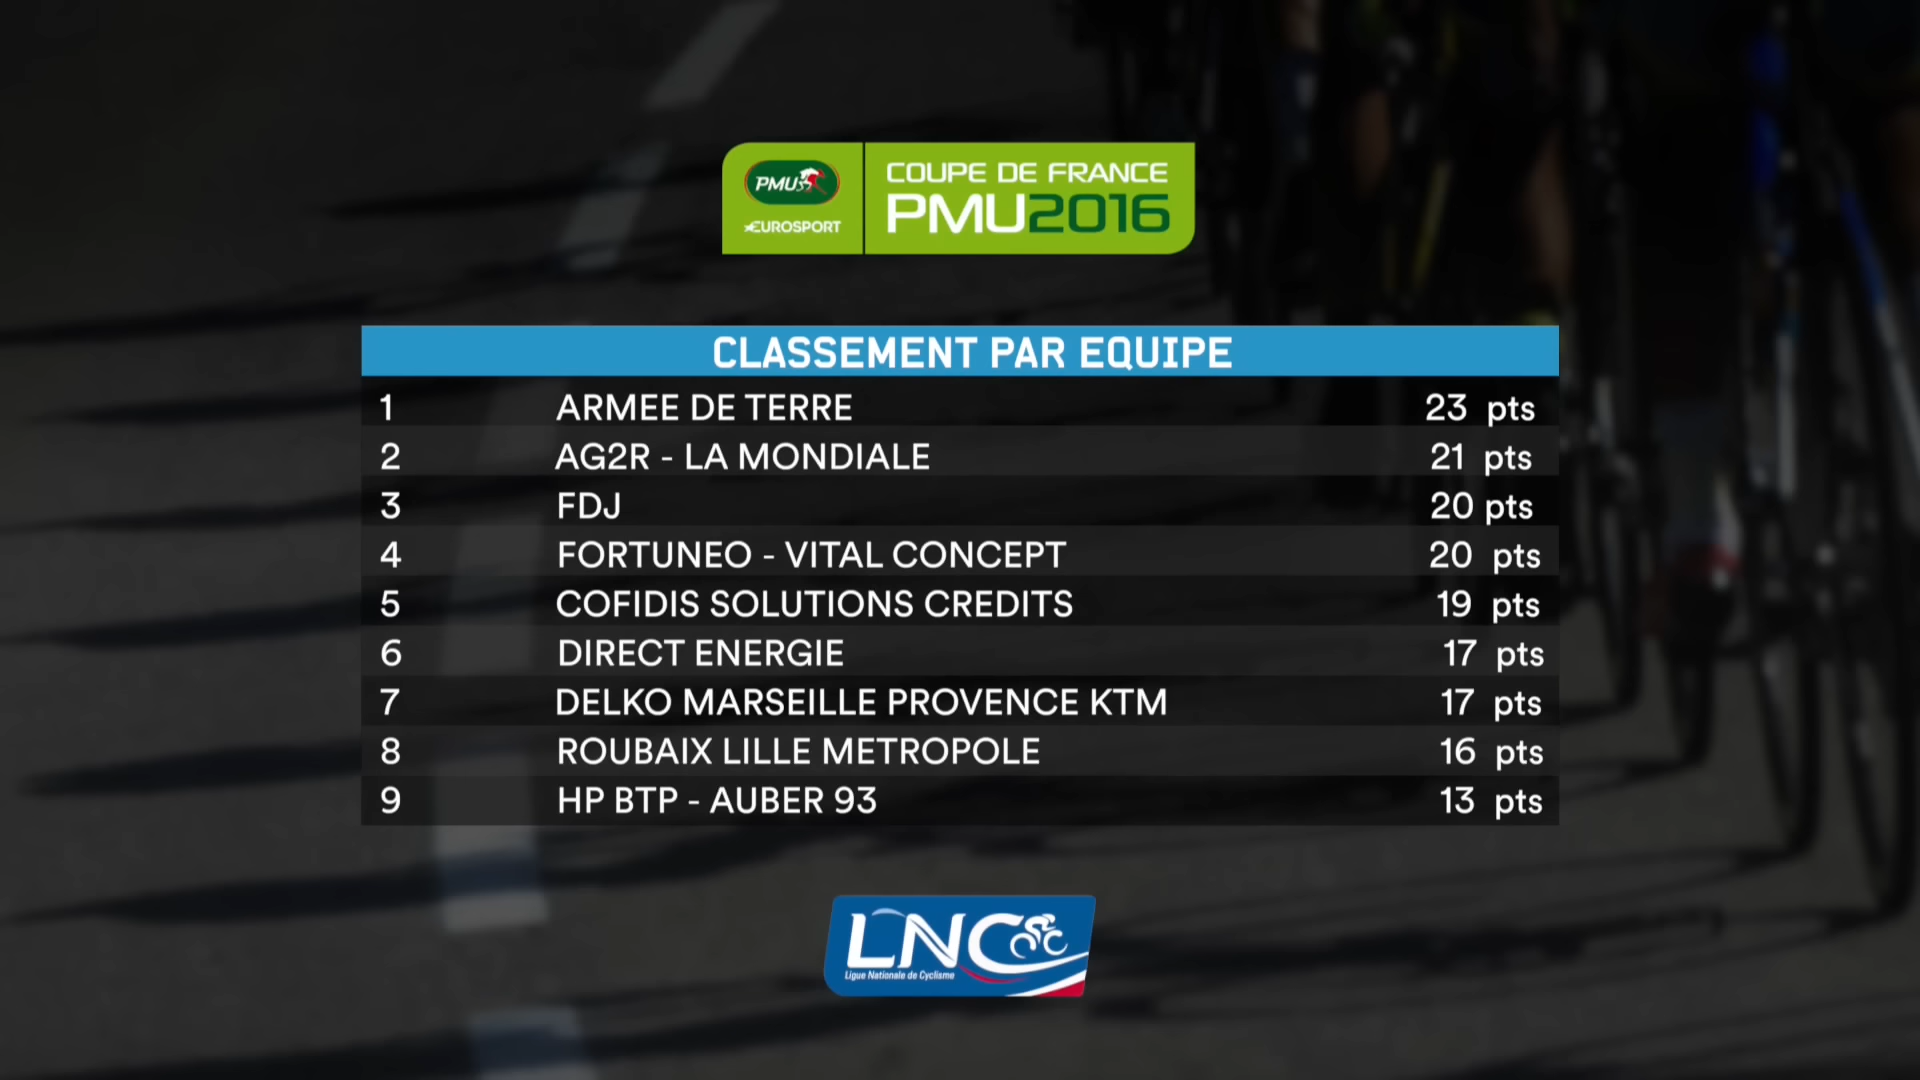 PMU
EUROSPORT
COUPE DE FRANCE
PMU2016
CLASSEMENT PAR EQUIPE
1 ARMEE DE TERRE 23 pts
2 AG2R - LA MONDIALE 21 pts
3 FDJ 20 pts
4 FORTUNEO - VITAL CONCEPT 20 pts
5 COFIDIS SOLUTIONS CREDITS 19 pts
6 DIRECT ENERGIE 17 pts
7 DELKO MARSEILLE PROVENCE KTM 17 pts
8 ROUBAIX LILLE METROPOLE 16 pts
9 HP BTP - AUBER 93 13 pts
LNC
Ligue Nationale de Cyclisme